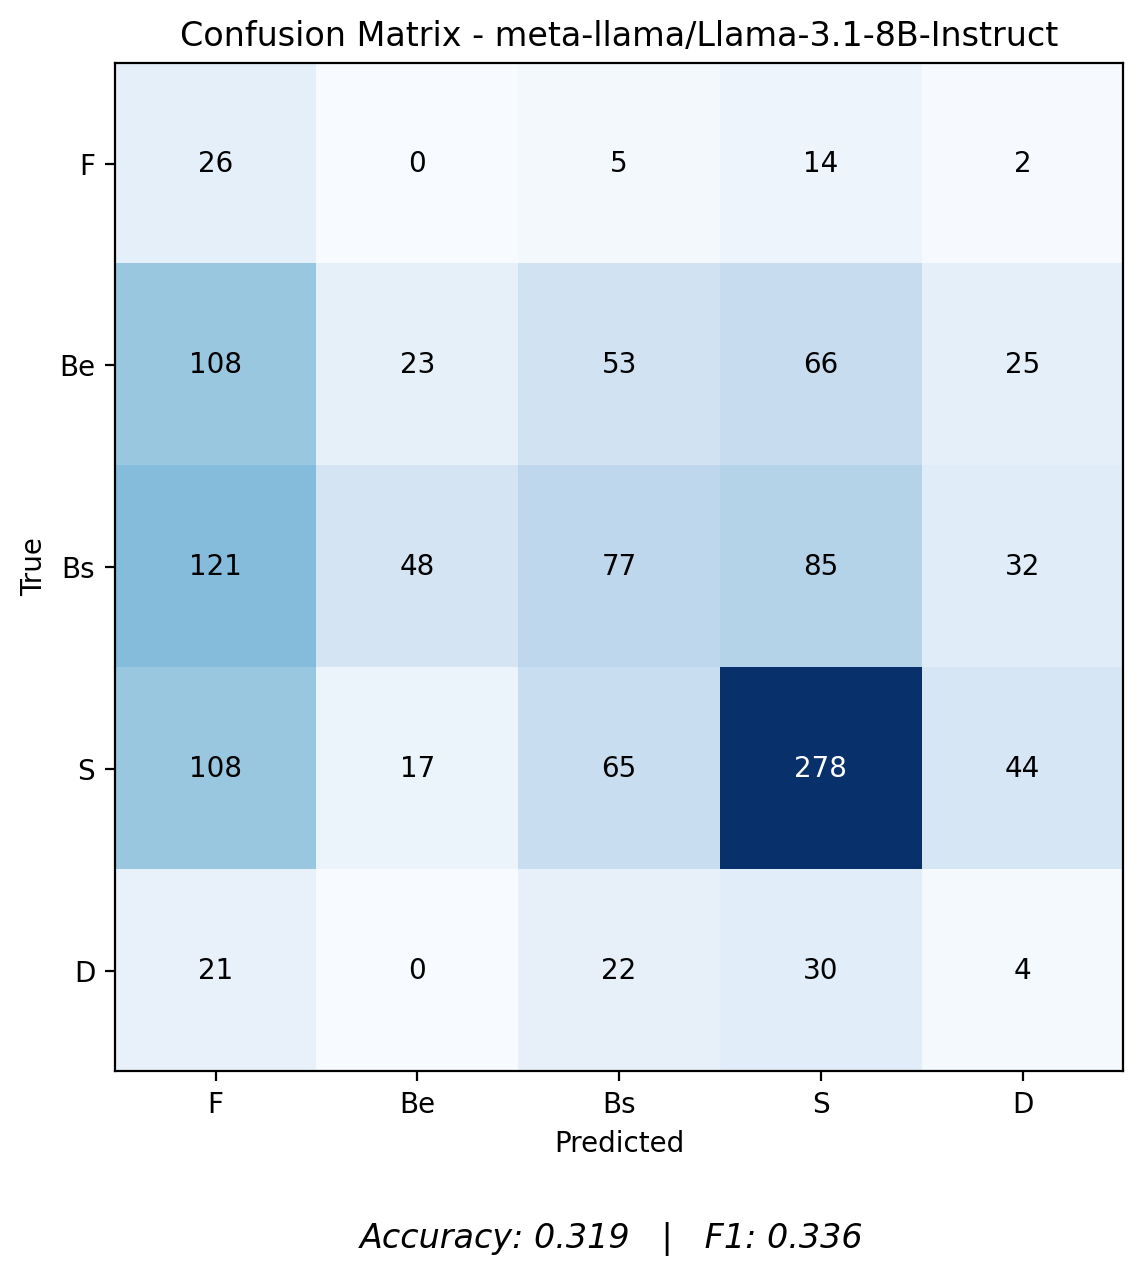 Confusion Matrix - meta-llama/Llama-3.1-8B-Instruct
F 26 0 5 14 2
Be 108 23 53 66 25
Bs 121 48 77 85 32
S 108 17 65 278 44
D 21 0 22 30 4
True
F Be Bs S D
Predicted
Accuracy: 0.319 | F1: 0.336